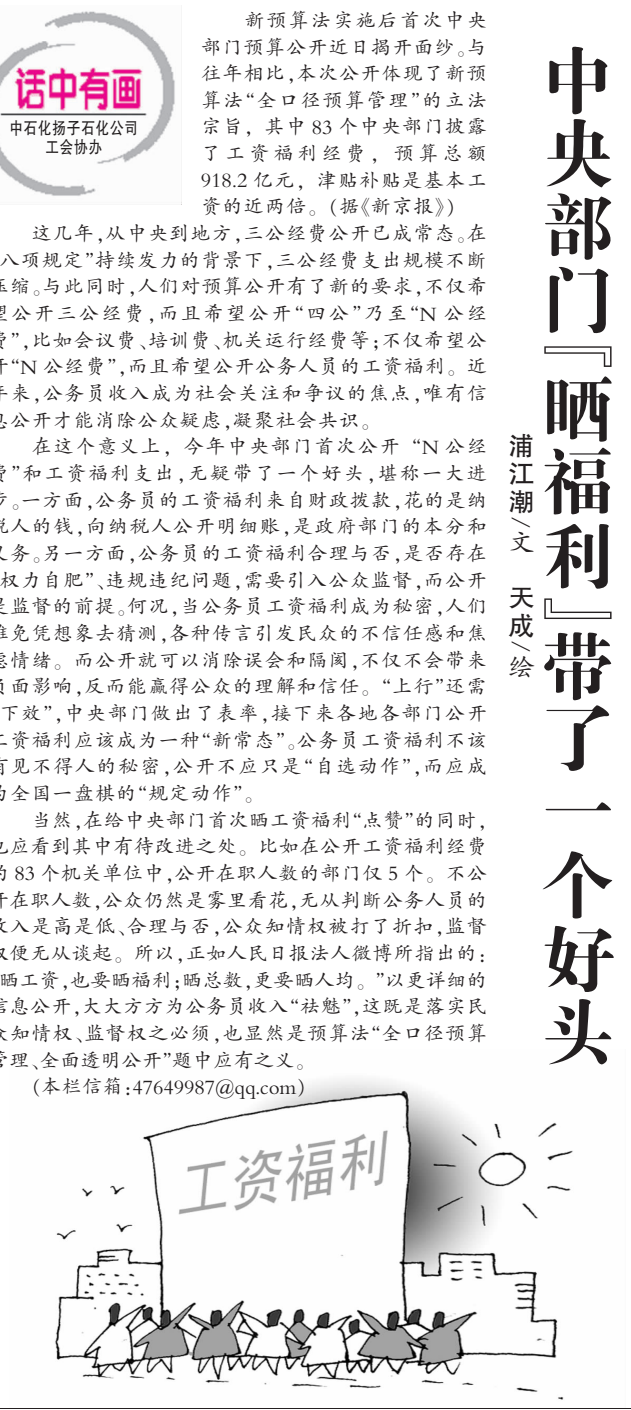 中央部门『晒福利』带了一个好头
浦江潮/文 天成/绘
话中有画
中石化扬子石化公司
工会协办
新预算法实施后首次中央
部门预算公开近日揭开面纱。与
往年相比,本次公开体现了新预
算法“全口径预算管理”的立法
宗旨，其中 83 个中央部门披露
了工资福利经费，预算总额
918.2 亿元，津贴补贴是基本工
资的近两倍。(据《新京报》)
这几年,从中央到地方,三公经费公开已成常态。在
八项规定”持续发力的背景下,三公经费支出规模不断
压缩。与此同时,人们对预算公开有了新的要求,不仅希
望公开三公经费,而且希望公开“四公”乃至“N 公经
费”,比如会议费、培训费、机关运行经费等;不仅希望公
开“N 公经费”,而且希望公开公务人员的工资福利。近
年来,公务员收入成为社会关注和争议的焦点,唯有信
息公开才能消除公众疑虑,凝聚社会共识。
在这个意义上，今年中央部门首次公开“N 公经
费”和工资福利支出,无疑带了一个好头,堪称一大进
步。一方面,公务员的工资福利来自财政拨款,花的是纳
税人的钱,向纳税人公开明细账,是政府部门的本分和
义务。另一方面,公务员的工资福利合理与否,是否存在
权力自肥”、违规违纪问题,需要引入公众监督,而公开
是监督的前提。何况,当公务员工资福利成为秘密,人们
难免凭想象去猜测,各种传言引发民众的不信任感和焦
虑情绪。而公开就可以消除误会和隔阂,不仅不会带来
负面影响,反而能赢得公众的理解和信任。“上行”还需
下效”,中央部门做出了表率,接下来各地各部门公开
工资福利应该成为一种“新常态”。公务员工资福利不该
有见不得人的秘密,公开不应只是“自选动作”,而应成
为全国一盘棋的“规定动作”。
当然,在给中央部门首次晒工资福利“点赞”的同时,
也应看到其中有待改进之处。比如在公开工资福利经费
的 83 个机关单位中,公开在职人数的部门仅 5 个。不公
开在职人数,公众仍然是雾里看花,无从判断公务人员的
收入是高是低、合理与否,公众知情权被打了折扣,监督
权便无从谈起。所以,正如人民日报法人微博所指出的:
晒工资,也要晒福利;晒总数,更要晒人均。”以更详细的
信息公开,大大方方为公务员收入“祛魅”,这既是落实民
众知情权、监督权之必须,也显然是预算法“全口径预算
管理、全面透明公开”题中应有之义。
(本栏信箱:47649987@qq.com)
工资福利